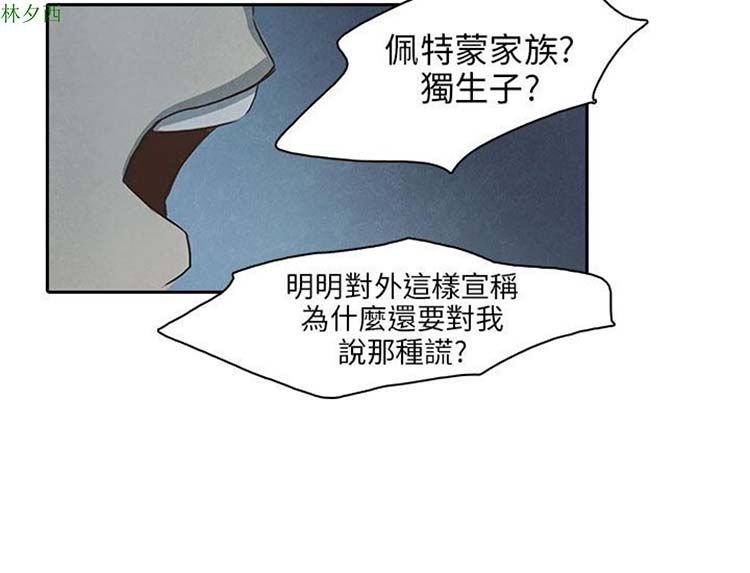 林夕西
佩特蒙家族?
獨生子?
明明對外這樣宣稱
為什麼還要對我
說那種謊?